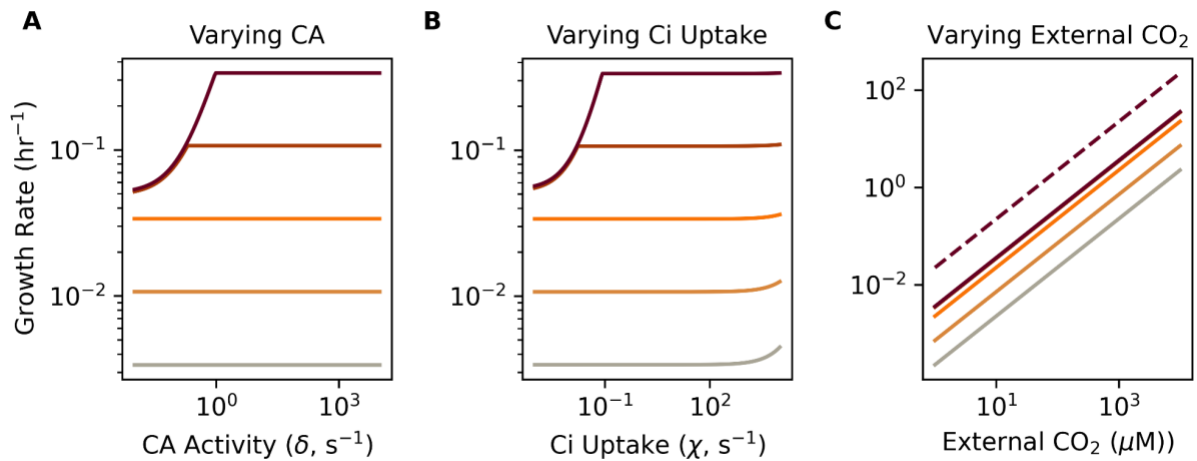 A
Varying CA
Growth Rate (hr⁻¹)
10⁻¹
10⁻²
10⁰
10³
CA Activity (δ, s⁻¹)
B
Varying Ci Uptake
10⁻¹
10²
Ci Uptake (χ, s⁻¹)
C
Varying External CO₂
10²
10⁰
10⁻²
10¹
10³
External CO₂ (μM))